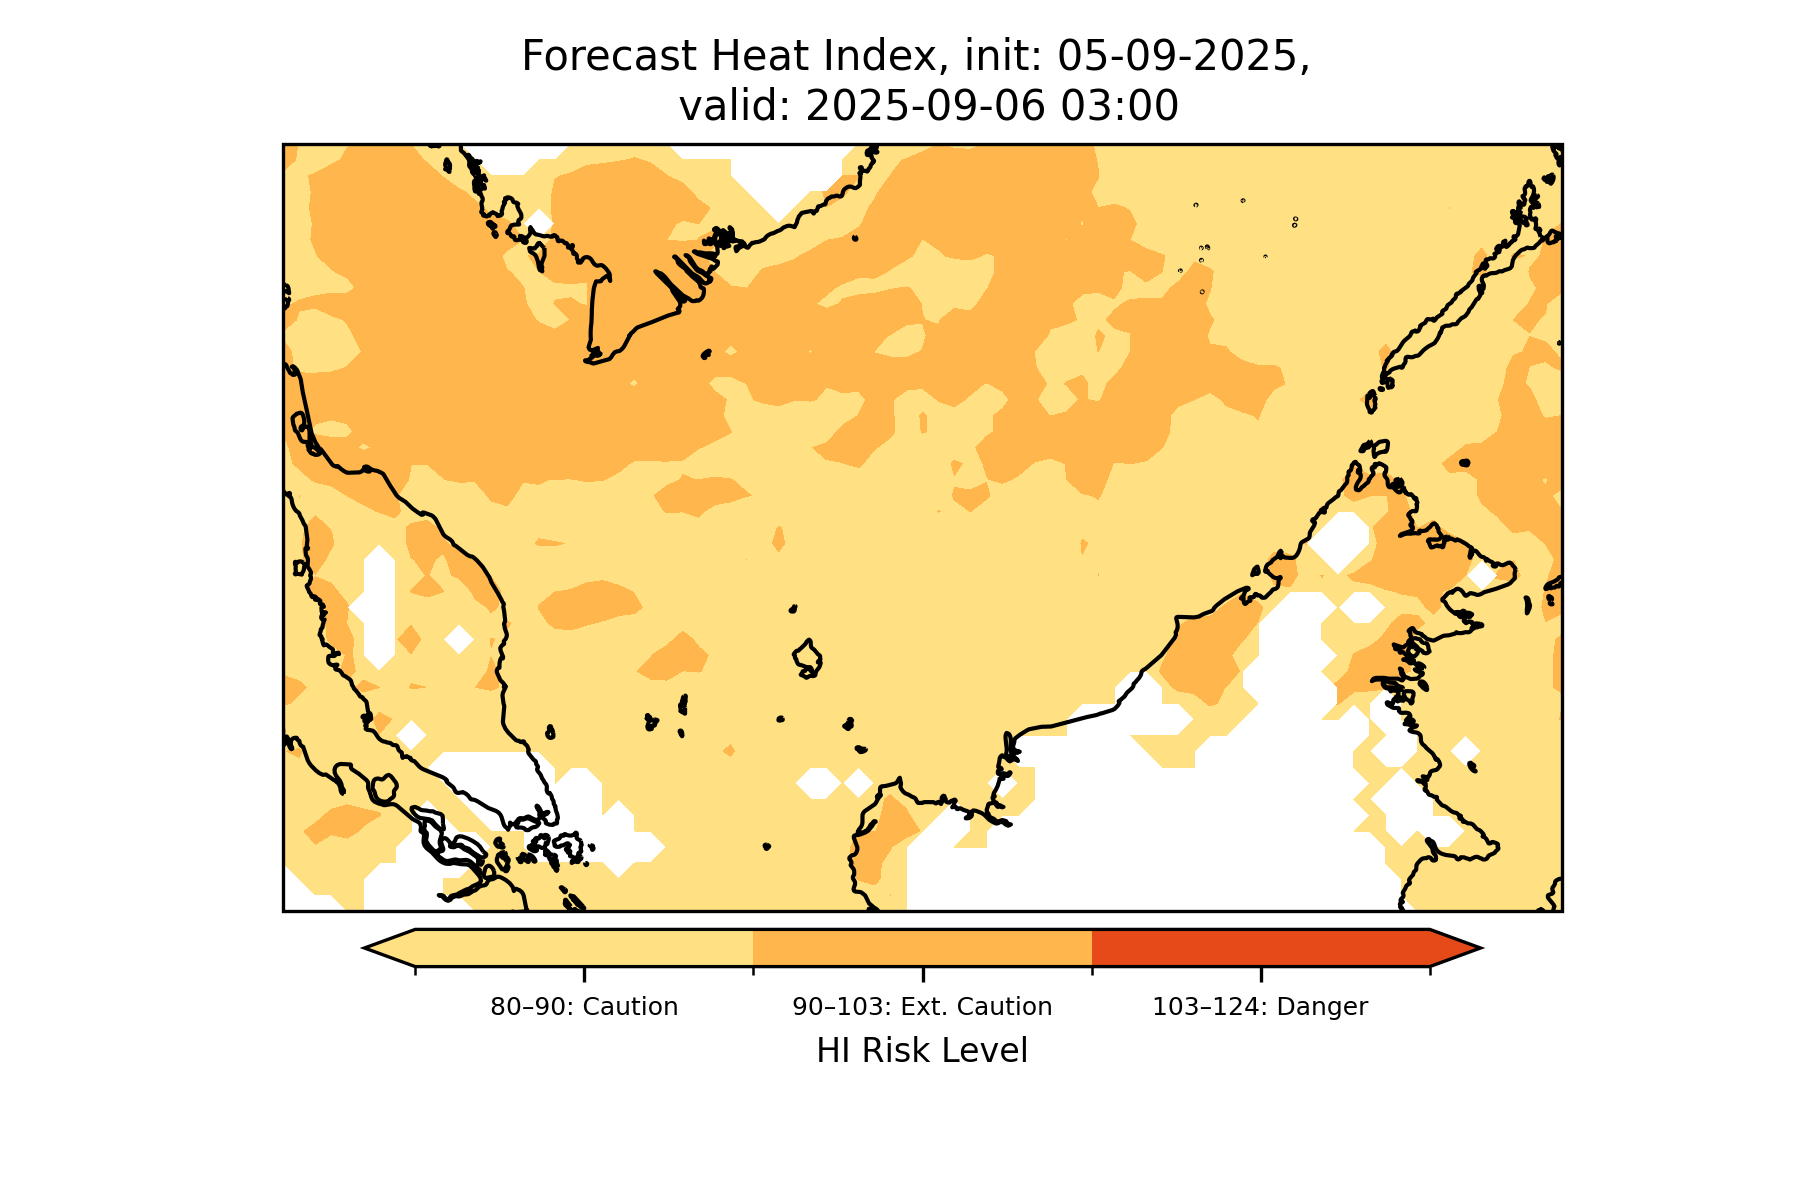 Forecast Heat Index, init: 05-09-2025,
valid: 2025-09-06 03:00
80–90: Caution
90–103: Ext. Caution
103–124: Danger
HI Risk Level